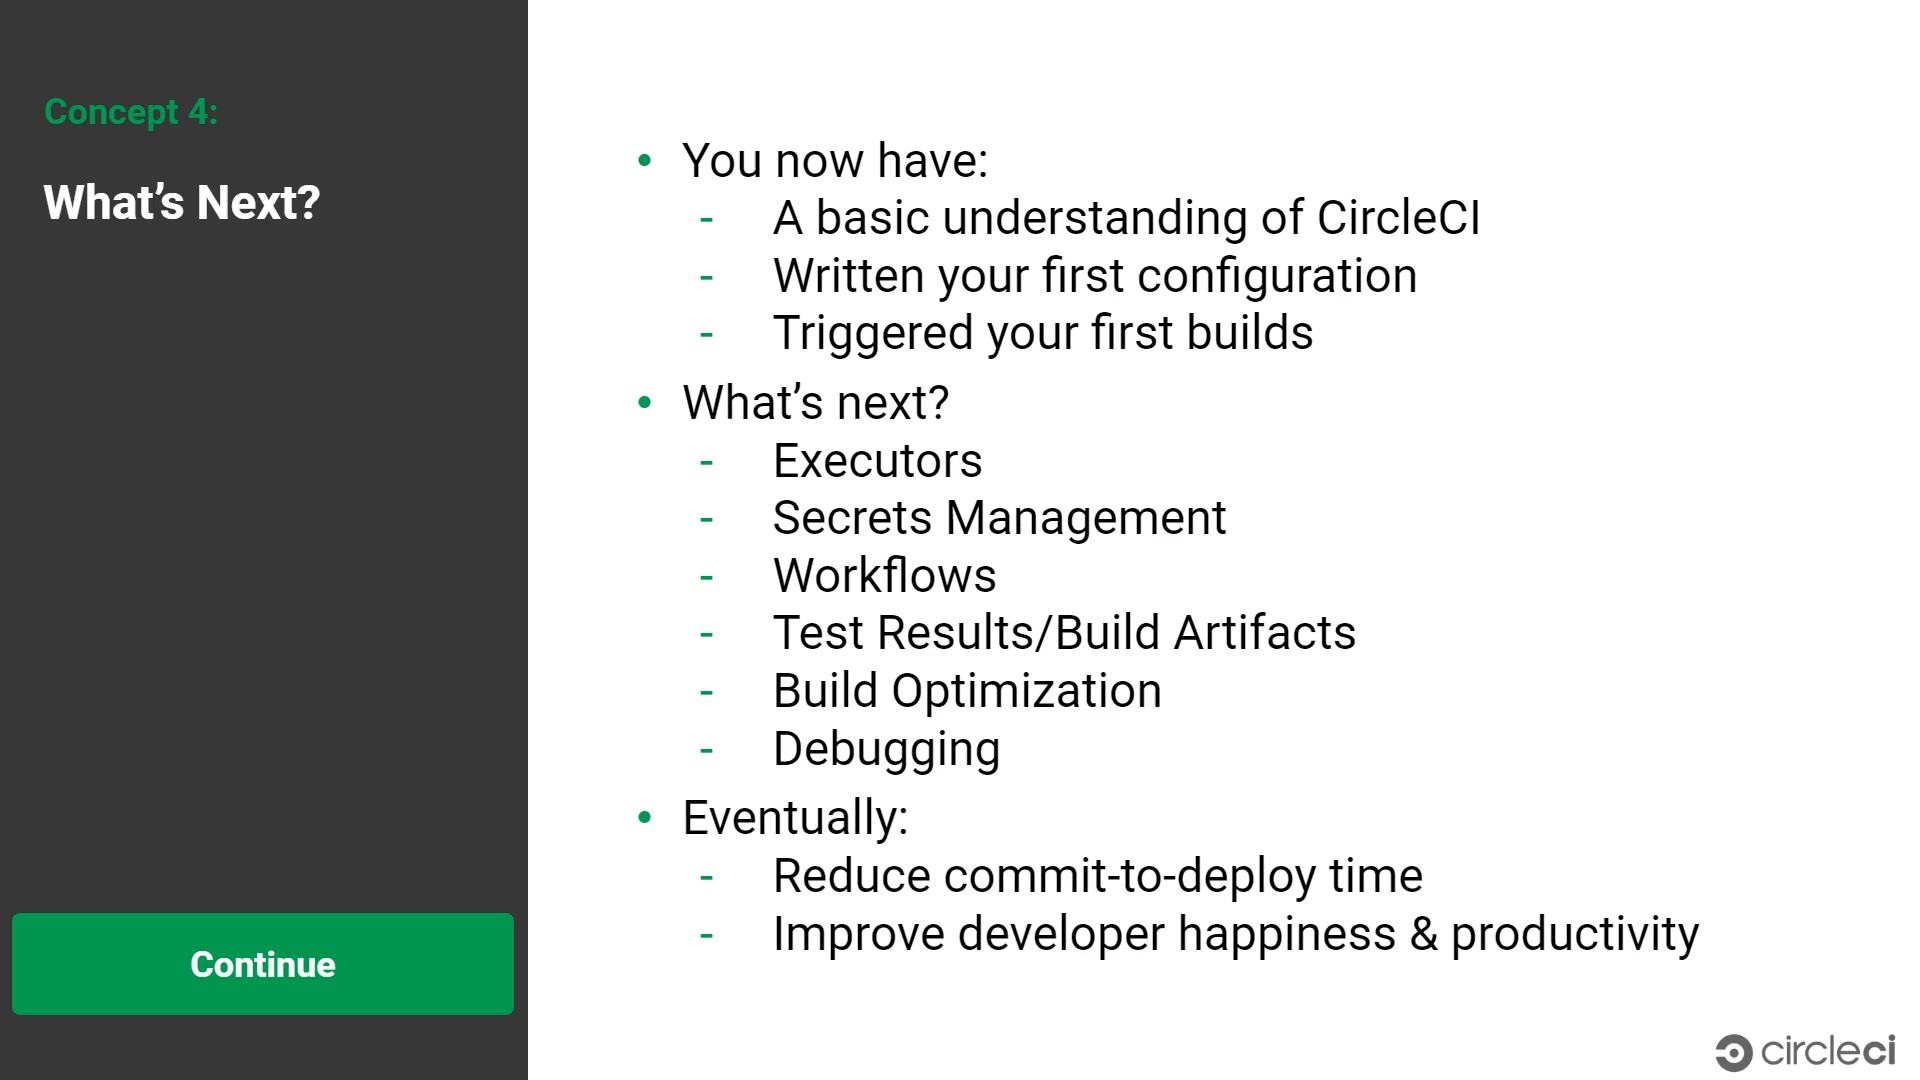 Concept 4:
What’s Next?
• You now have:
- A basic understanding of CircleCI
- Written your first configuration
- Triggered your first builds
• What’s next?
- Executors
- Secrets Management
- Workflows
- Test Results/Build Artifacts
- Build Optimization
- Debugging
• Eventually:
- Reduce commit-to-deploy time
- Improve developer happiness & productivity
Continue
circleci